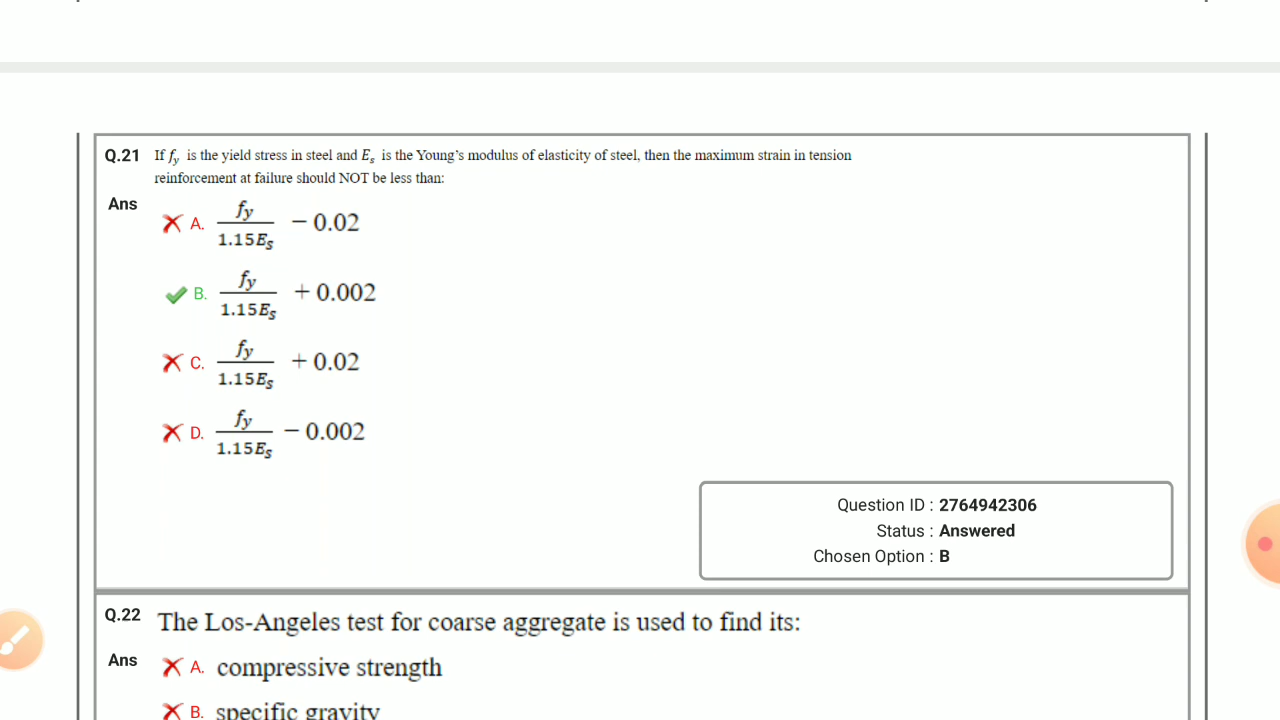 Q.21 If fy is the yield stress in steel and Es is the Young's modulus of elasticity of steel, then the maximum strain in tension
reinforcement at failure should NOT be less than:
Ans
A. fy/1.15Es − 0.02
B. fy/1.15Es + 0.002
C. fy/1.15Es + 0.02
D. fy/1.15Es − 0.002
Question ID : 2764942306
Status : Answered
Chosen Option : B
Q.22 The Los-Angeles test for coarse aggregate is used to find its:
Ans A. compressive strength
B. specific gravity